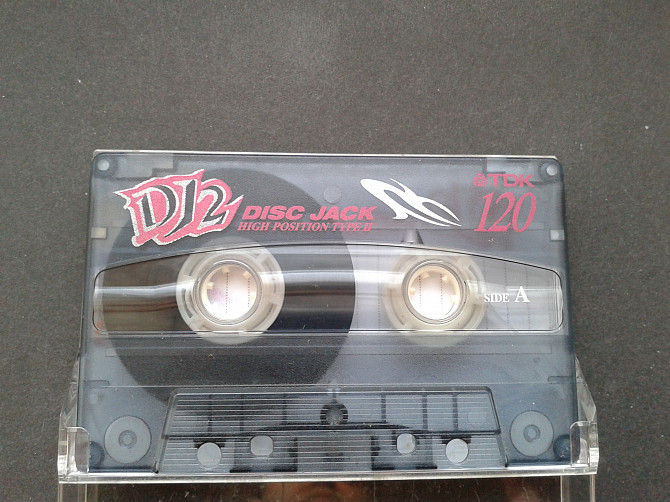 DJ2
DISC JACK
HIGH POSITION TYPE II
TDK
120
SIDE A